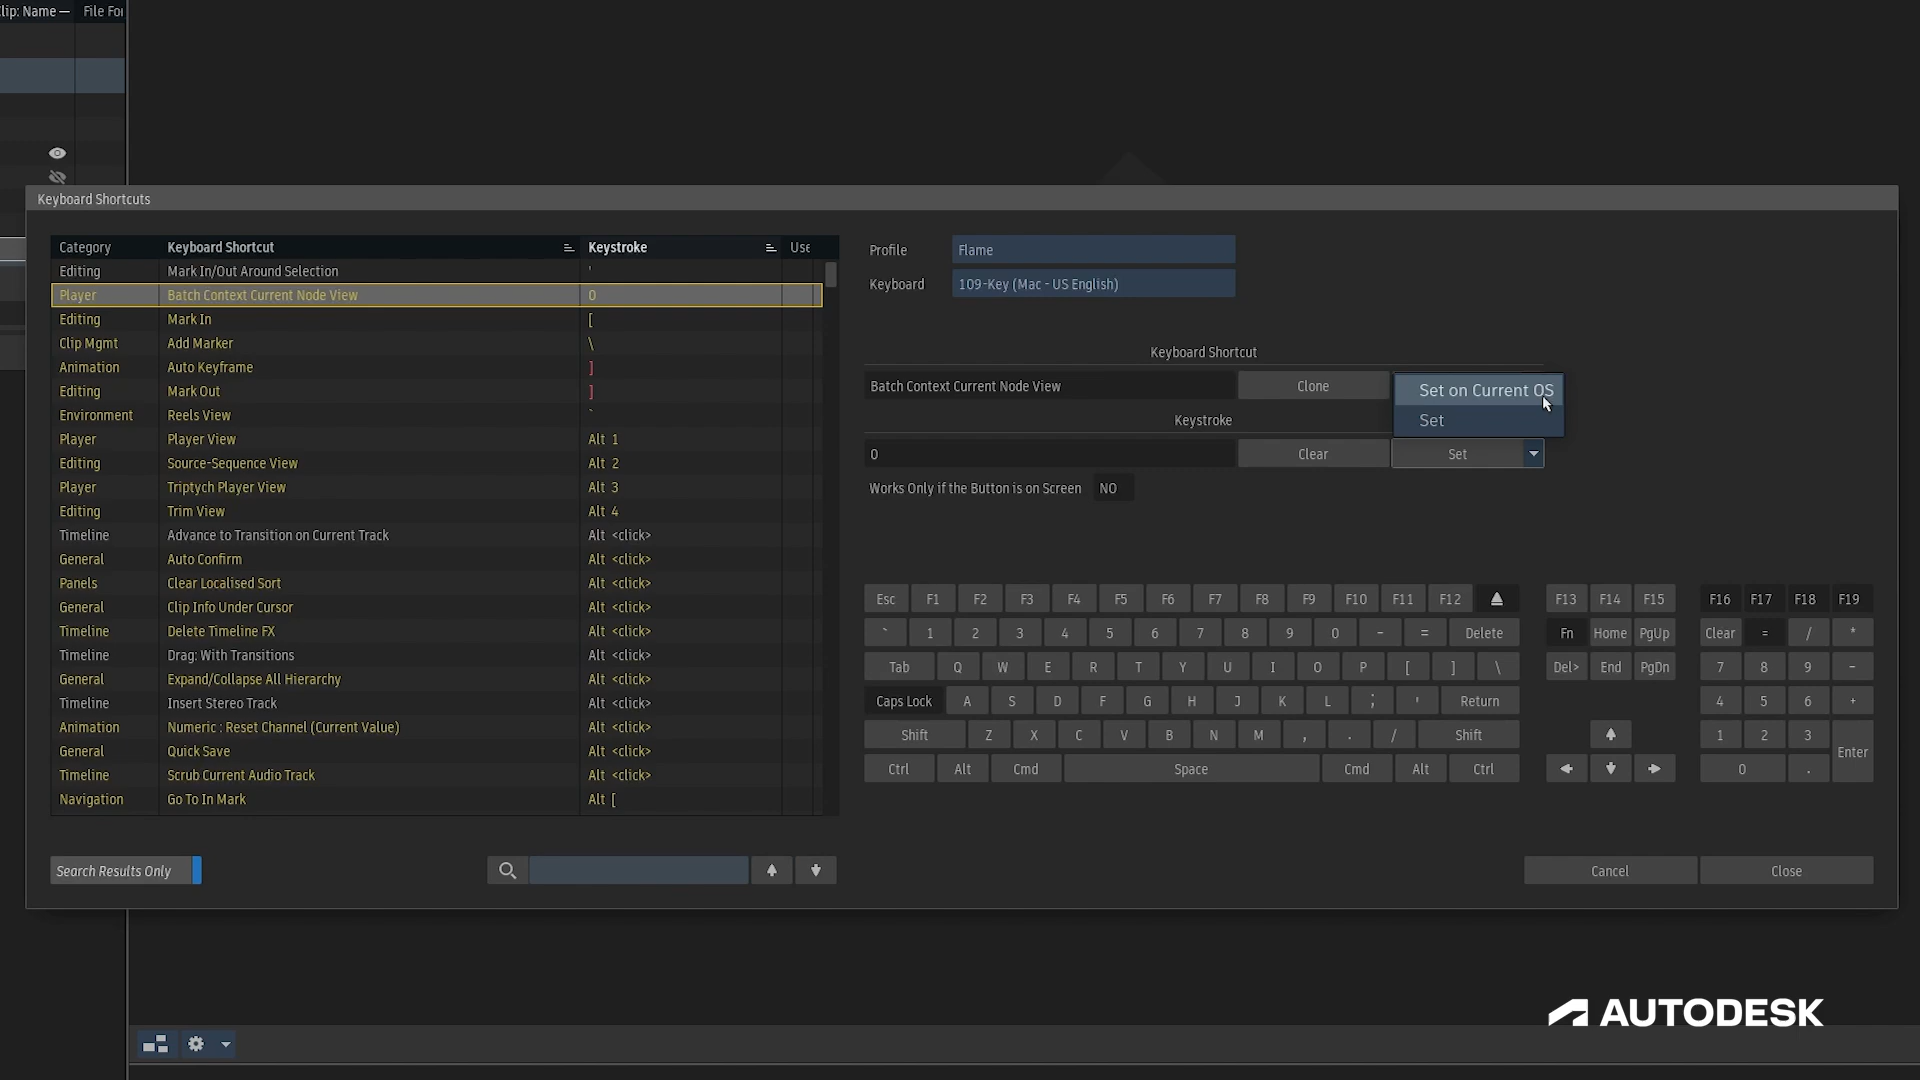 Clip: Name —  File For
Keyboard Shortcuts
Category  Keyboard Shortcut  Keystroke  Use
Editing  Mark In/Out Around Selection  '
Player  Batch Context Current Node View  0
Editing  Mark In  [
Clip Mgmt  Add Marker  \
Animation  Auto Keyframe  ]
Editing  Mark Out  ]
Environment  Reels View  `
Player  Player View  Alt 1
Editing  Source-Sequence View  Alt 2
Player  Triptych Player View  Alt 3
Editing  Trim View  Alt 4
Timeline  Advance to Transition on Current Track  Alt <click>
General  Auto Confirm  Alt <click>
Panels  Clear Localised Sort  Alt <click>
General  Clip Info Under Cursor  Alt <click>
Timeline  Delete Timeline FX  Alt <click>
Timeline  Drag: With Transitions  Alt <click>
General  Expand/Collapse All Hierarchy  Alt <click>
Timeline  Insert Stereo Track  Alt <click>
Animation  Numeric : Reset Channel (Current Value)  Alt <click>
General  Quick Save  Alt <click>
Timeline  Scrub Current Audio Track  Alt <click>
Navigation  Go To In Mark  Alt [
Search Results Only
Profile  Flame
Keyboard  109-Key (Mac - US English)
Keyboard Shortcut
Batch Context Current Node View  Clone
Set on Current OS
Set
Keystroke
0  Clear  Set
Works Only if the Button is on Screen  NO
Esc F1 F2 F3 F4 F5 F6 F7 F8 F9 F10 F11 F12 F13 F14 F15 F16 F17 F18 F19
` 1 2 3 4 5 6 7 8 9 0 - = Delete Fn Home PgUp Clear = / *
Tab Q W E R T Y U I O P [ ] \ Del> End PgDn 7 8 9 -
Caps Lock A S D F G H J K L ; ' Return 4 5 6 +
Shift Z X C V B N M , . / Shift 1 2 3 Enter
Ctrl Alt Cmd Space Cmd Alt Ctrl 0 .
Cancel  Close
AUTODESK